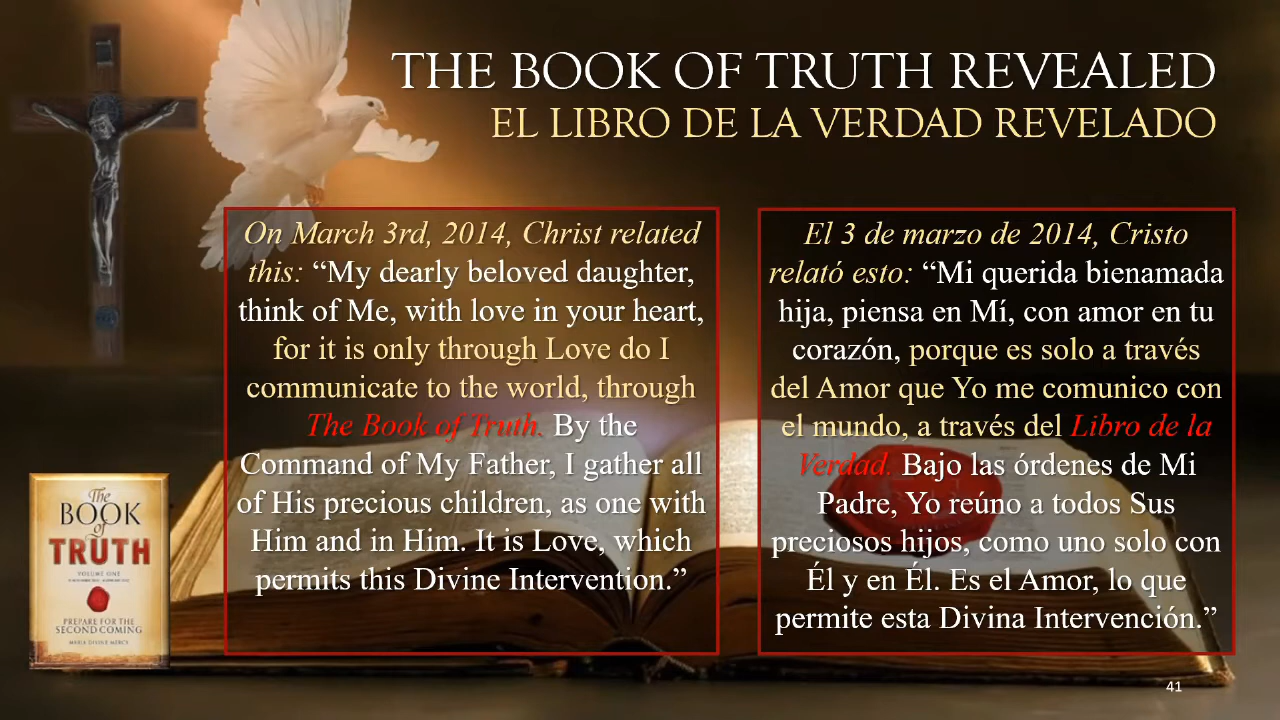 THE BOOK OF TRUTH REVEALED
EL LIBRO DE LA VERDAD REVELADO
On March 3rd, 2014, Christ related
this: “My dearly beloved daughter,
think of Me, with love in your heart,
for it is only through Love do I
communicate to the world, through
The Book of Truth. By the
Command of My Father, I gather all
of His precious children, as one with
Him and in Him. It is Love, which
permits this Divine Intervention.”
El 3 de marzo de 2014, Cristo
relató esto: “Mi querida bienamada
hija, piensa en Mí, con amor en tu
corazón, porque es solo a través
del Amor que Yo me comunico con
el mundo, a través del Libro de la
Verdad. Bajo las órdenes de Mi
Padre, Yo reúno a todos Sus
preciosos hijos, como uno solo con
Él y en Él. Es el Amor, lo que
permite esta Divina Intervención.”
The
BOOK
of
TRUTH
VOLUME ONE
PREPARE FOR THE
SECOND COMING
MARIA DIVINE MERCY
41